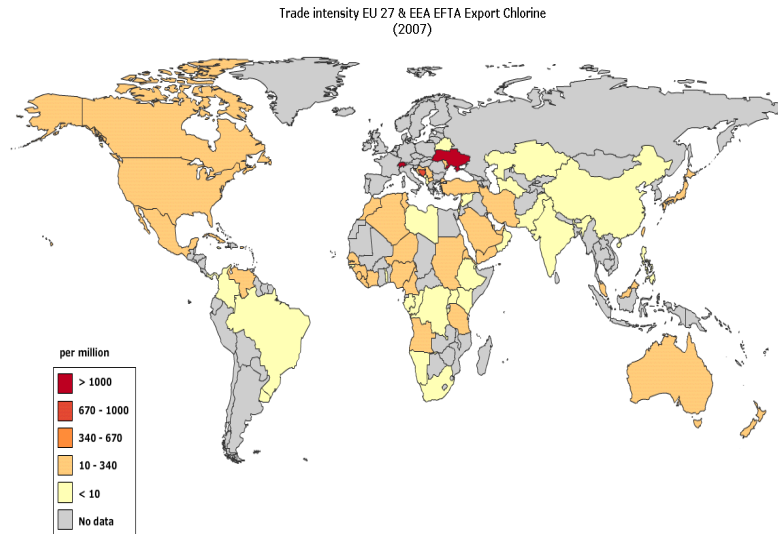 Trade intensity EU 27 & EEA EFTA Export Chlorine
(2007)
per million
> 1000
670 - 1000
340 - 670
10 - 340
< 10
No data